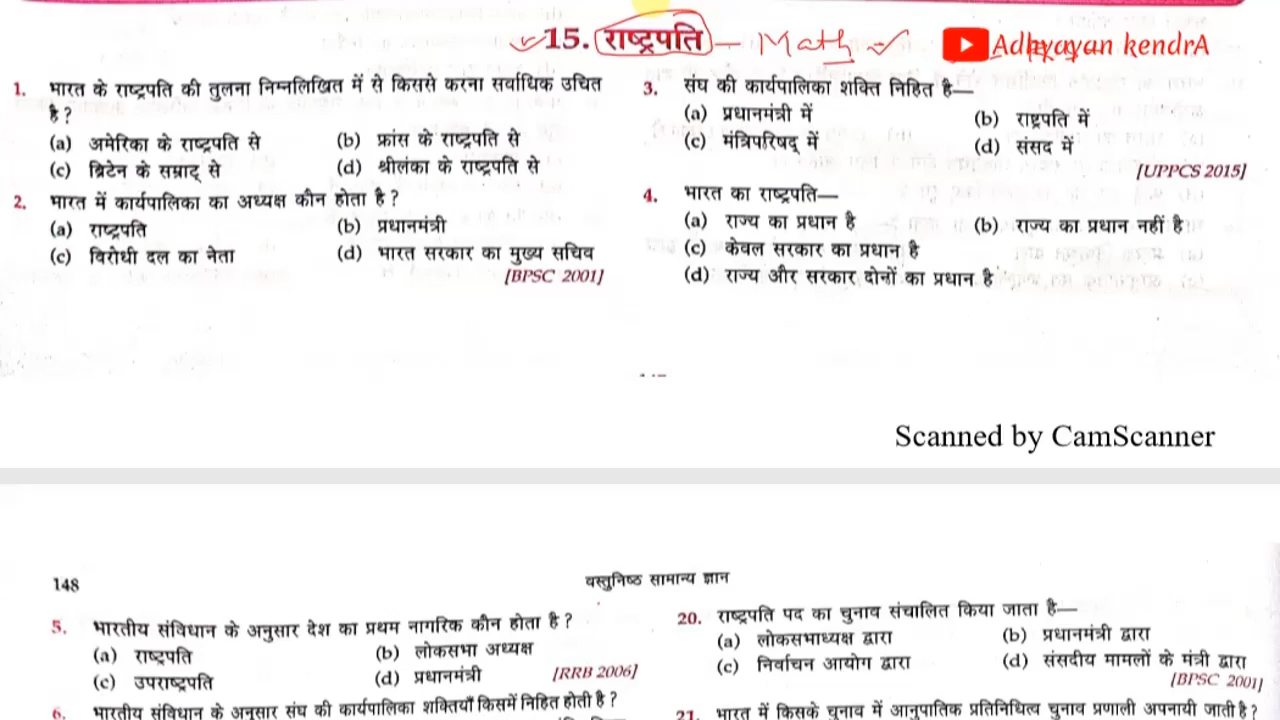 15. राष्ट्रपति – Math
Adhyayan kendrA
1. भारत के राष्ट्रपति की तुलना निम्नलिखित में से किससे करना सर्वाधिक उचित
है ?
(a) अमेरिका के राष्ट्रपति से (b) फ्रांस के राष्ट्रपति से
(c) ब्रिटेन के सम्राट् से (d) श्रीलंका के राष्ट्रपति से
2. भारत में कार्यपालिका का अध्यक्ष कौन होता है ?
(a) राष्ट्रपति (b) प्रधानमंत्री
(c) विरोधी दल का नेता (d) भारत सरकार का मुख्य सचिव
[BPSC 2001]
3. संघ की कार्यपालिका शक्ति निहित है—
(a) प्रधानमंत्री में (b) राष्ट्रपति में
(c) मंत्रिपरिषद् में (d) संसद में
[UPPCS 2015]
4. भारत का राष्ट्रपति—
(a) राज्य का प्रधान है (b) राज्य का प्रधान नहीं है
(c) केवल सरकार का प्रधान है
(d) राज्य और सरकार दोनों का प्रधान है
Scanned by CamScanner
148 वस्तुनिष्ठ सामान्य ज्ञान
5. भारतीय संविधान के अनुसार देश का प्रथम नागरिक कौन होता है ?
(a) राष्ट्रपति (b) लोकसभा अध्यक्ष
(c) उपराष्ट्रपति (d) प्रधानमंत्री [RRB 2006]
6. भारतीय संविधान के अनुसार संघ की कार्यपालिका शक्तियाँ किसमें निहित होती है ?
20. राष्ट्रपति पद का चुनाव संचालित किया जाता है—
(a) लोकसभाध्यक्ष द्वारा (b) प्रधानमंत्री द्वारा
(c) निर्वाचन आयोग द्वारा (d) संसदीय मामलों के मंत्री द्वारा
[BPSC 2001]
21. भारत में किसके चुनाव में आनुपातिक प्रतिनिधित्व चुनाव प्रणाली अपनायी जाती है ?